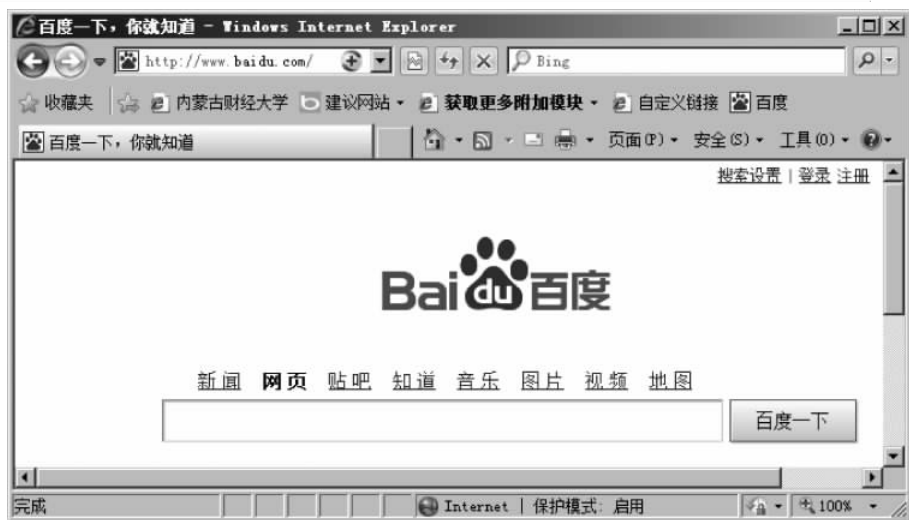 百度一下，你就知道 - Windows Internet Explorer
http://www.baidu.com/ Bing
收藏夹 内蒙古财经大学 建议网站 获取更多附加模块 自定义链接 百度
百度一下，你就知道 页面(P) 安全(S) 工具(O)
搜索设置 | 登录 注册
Bai du 百度
新闻 网页 贴吧 知道 音乐 图片 视频 地图
百度一下
完成 Internet | 保护模式: 启用 100%